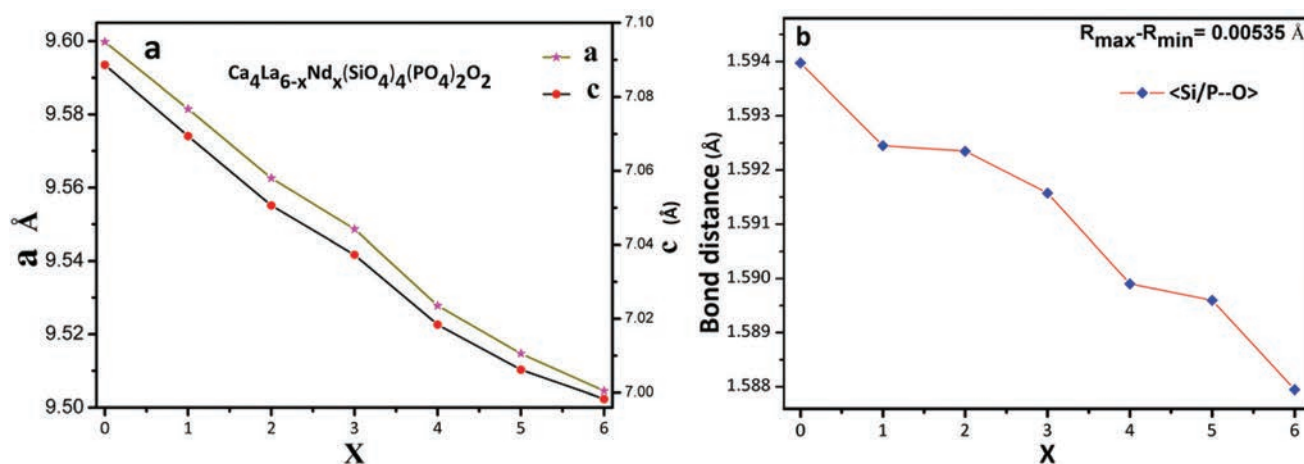 a
Ca4La6-xNdx(SiO4)4(PO4)2O2
a
c
9.60
9.58
9.56
9.54
9.52
9.50
a Å
7.10
7.08
7.06
7.04
7.02
7.00
c (Å)
0 1 2 3 4 5 6
X
b
Rmax-Rmin= 0.00535 Å
<Si/P--O>
1.594
1.593
1.592
1.591
1.590
1.589
1.588
Bond distance (Å)
0 1 2 3 4 5 6
X